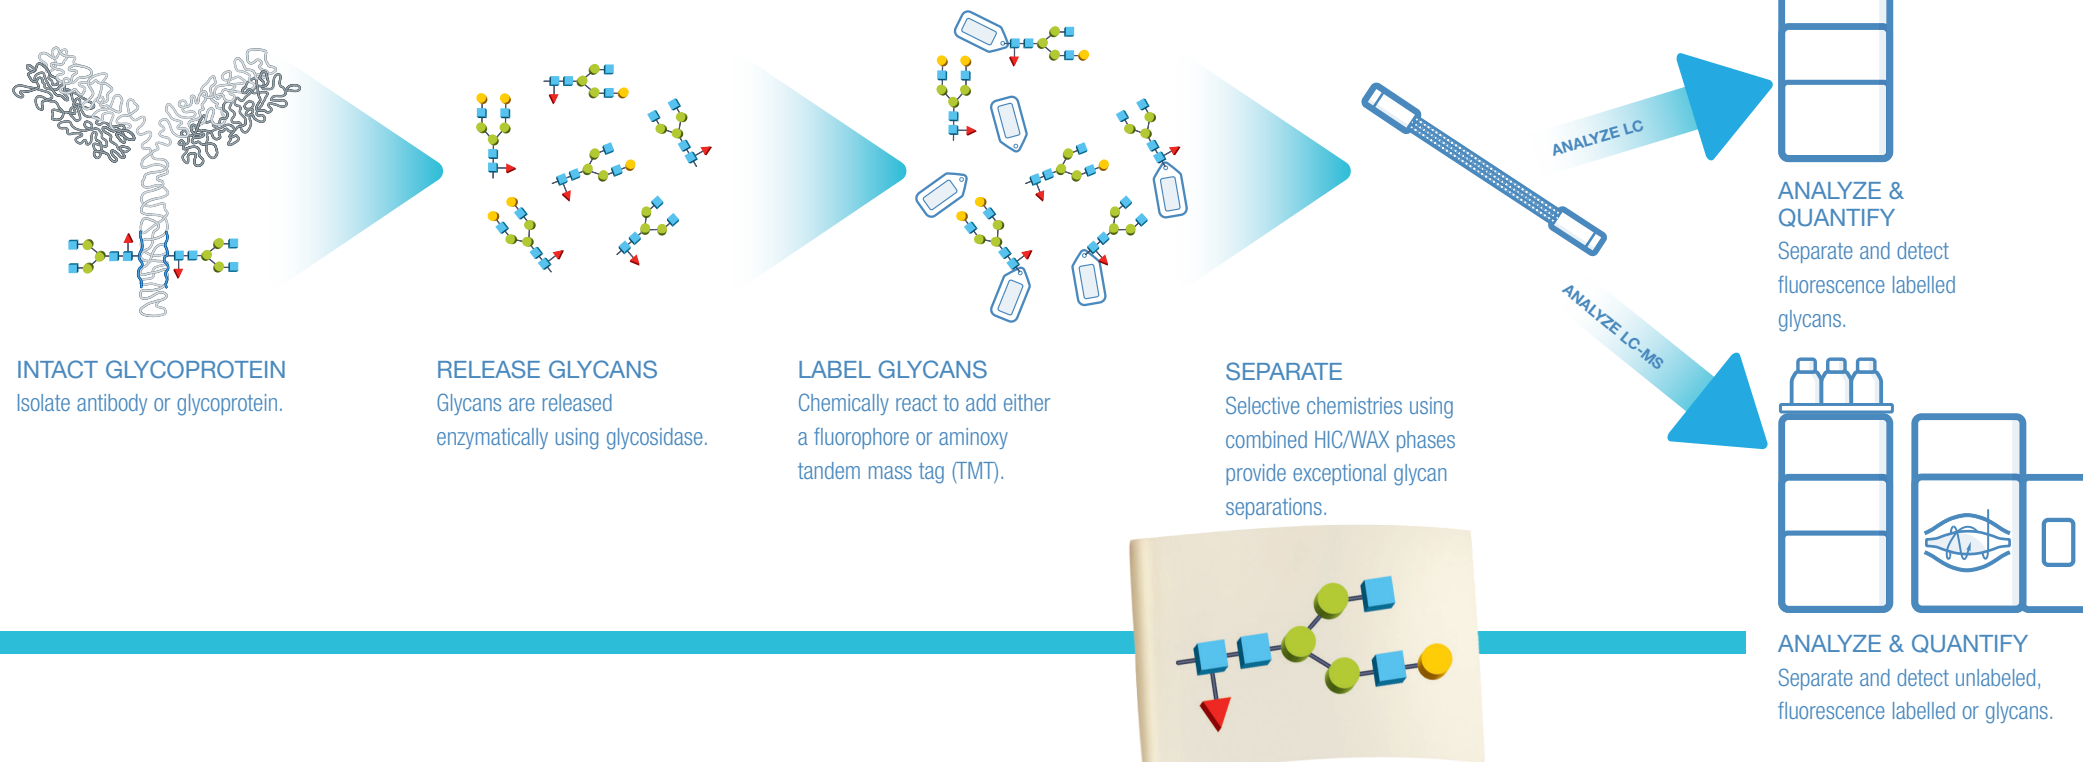 INTACT GLYCOPROTEIN
Isolate antibody or glycoprotein.
RELEASE GLYCANS
Glycans are released
enzymatically using glycosidase.
LABEL GLYCANS
Chemically react to add either
a fluorophore or aminoxy
tandem mass tag (TMT).
SEPARATE
Selective chemistries using
combined HIC/WAX phases
provide exceptional glycan
separations.
ANALYZE LC
ANALYZE &
QUANTIFY
Separate and detect
fluorescence labelled
glycans.
ANALYZE LC-MS
ANALYZE & QUANTIFY
Separate and detect unlabeled,
fluorescence labelled or glycans.